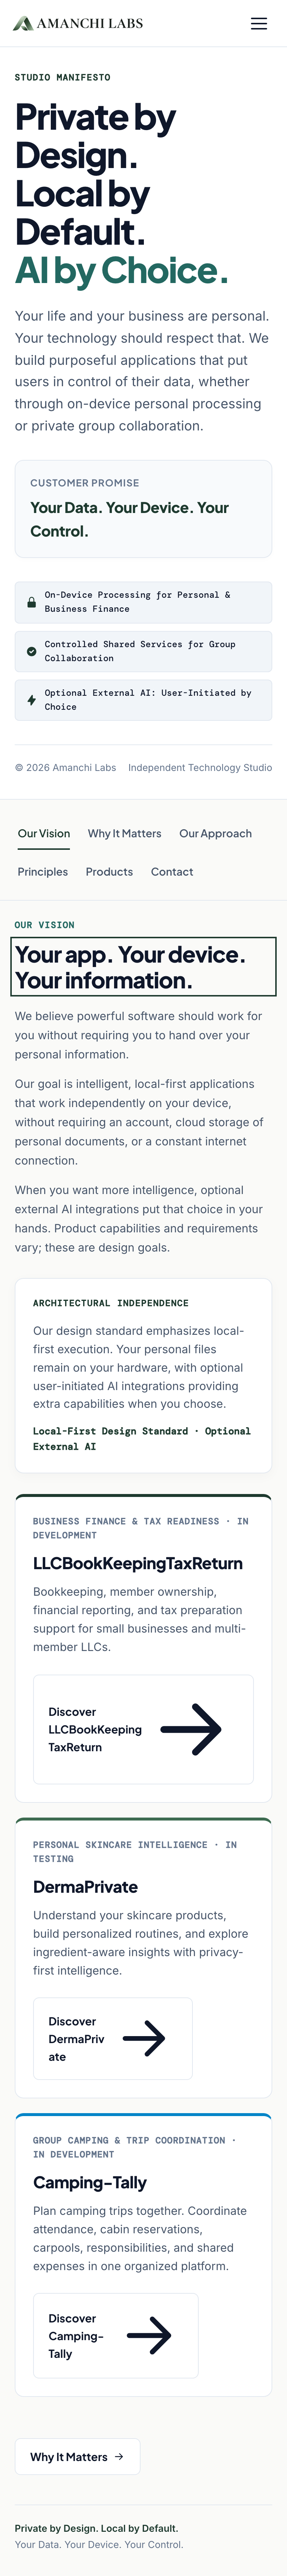 AMANCHI LABS
STUDIO MANIFESTO
Private by
Design.
Local by
Default.
AI by Choice.
Your life and your business are personal.
Your technology should respect that. We
build purposeful applications that put
users in control of their data, whether
through on-device personal processing
or private group collaboration.
CUSTOMER PROMISE
Your Data. Your Device. Your
Control.
On-Device Processing for Personal &
Business Finance
Controlled Shared Services for Group
Collaboration
Optional External AI: User-Initiated by
Choice
© 2026 Amanchi Labs Independent Technology Studio
Our Vision Why It Matters Our Approach
Principles Products Contact
OUR VISION
Your app. Your device.
Your information.
We believe powerful software should work for
you without requiring you to hand over your
personal information.
Our goal is intelligent, local-first applications
that work independently on your device,
without requiring an account, cloud storage of
personal documents, or a constant internet
connection.
When you want more intelligence, optional
external AI integrations put that choice in your
hands. Product capabilities and requirements
vary; these are design goals.
ARCHITECTURAL INDEPENDENCE
Our design standard emphasizes local-
first execution. Your personal files
remain on your hardware, with optional
user-initiated AI integrations providing
extra capabilities when you choose.
Local-First Design Standard · Optional
External AI
BUSINESS FINANCE & TAX READINESS · IN
DEVELOPMENT
LLCBookKeepingTaxReturn
Bookkeeping, member ownership,
financial reporting, and tax preparation
support for small businesses and multi-
member LLCs.
Discover
LLCBookKeeping
TaxReturn
PERSONAL SKINCARE INTELLIGENCE · IN
TESTING
DermaPrivate
Understand your skincare products,
build personalized routines, and explore
ingredient-aware insights with privacy-
first intelligence.
Discover
DermaPriv
ate
GROUP CAMPING & TRIP COORDINATION ·
IN DEVELOPMENT
Camping-Tally
Plan camping trips together. Coordinate
attendance, cabin reservations,
carpools, responsibilities, and shared
expenses in one organized platform.
Discover
Camping-
Tally
Why It Matters →
Private by Design. Local by Default.
Your Data. Your Device. Your Control.